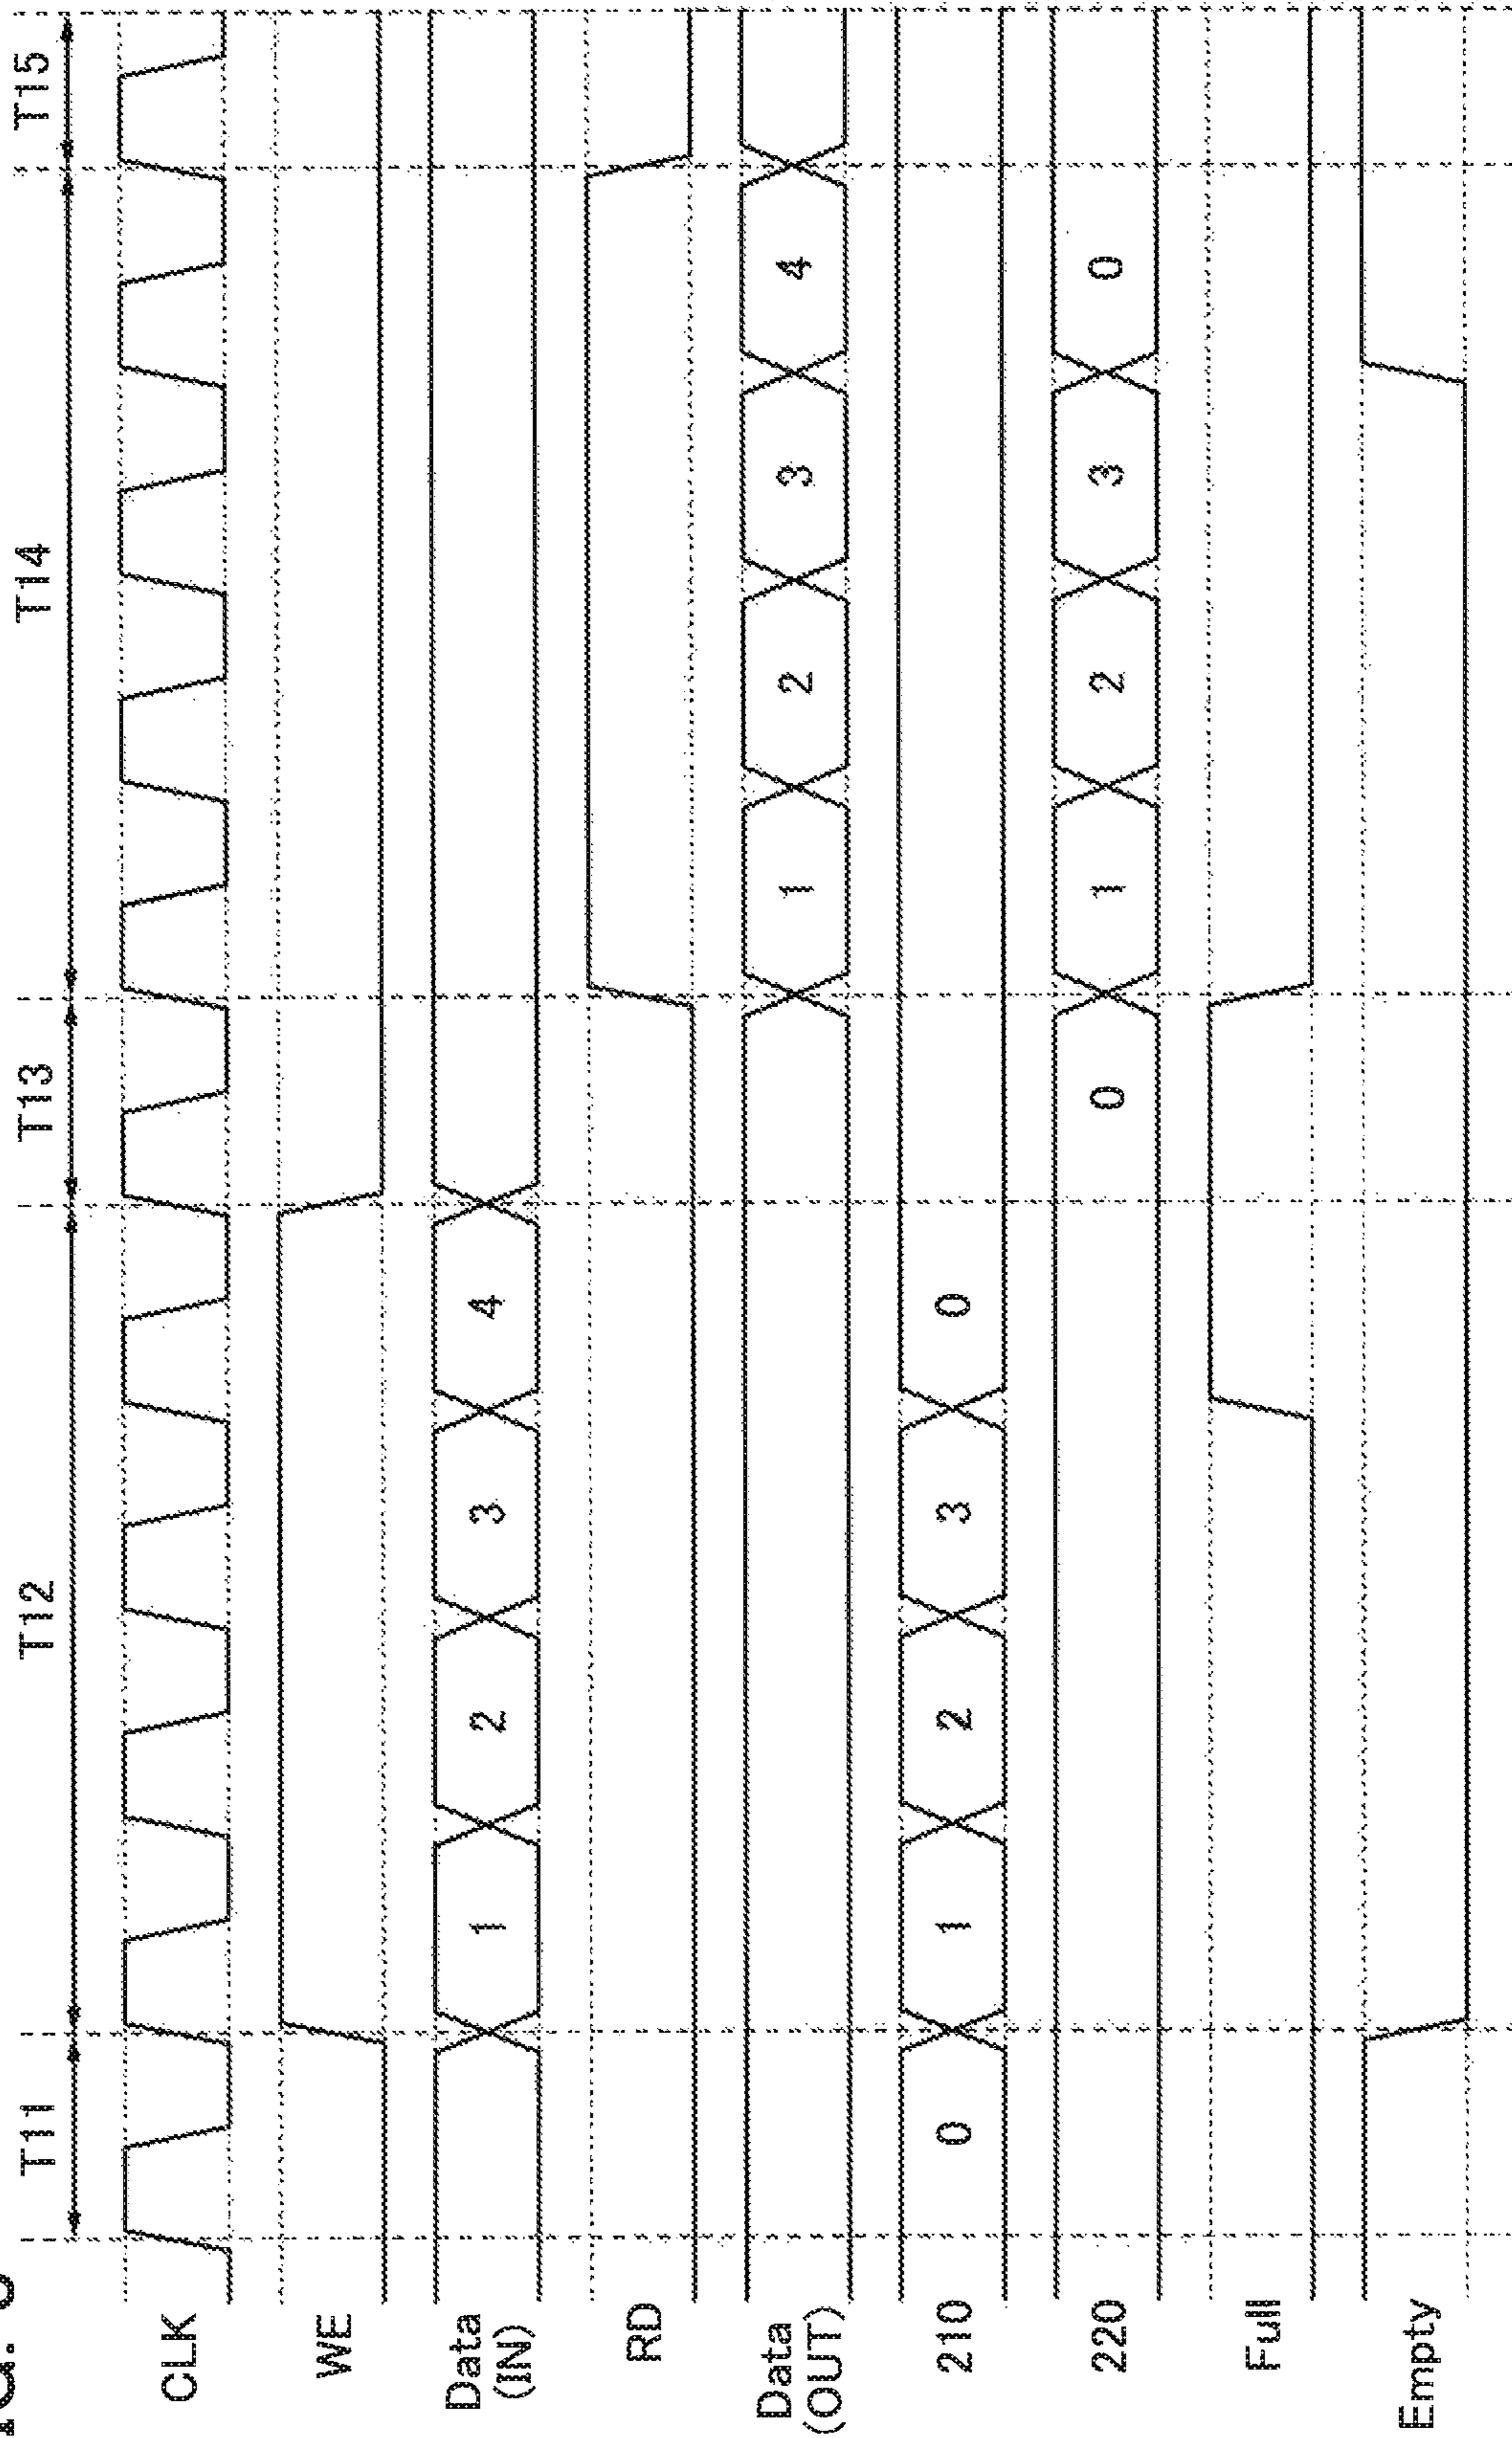 T11 T12 T13 T14 T15
CLK
WE
Data
(IN)
1 2 3 4
RD
Data
(OUT)
1 2 3 4
210
0 1 2 3 0
220
0 1 2 3 0
Full
Empty